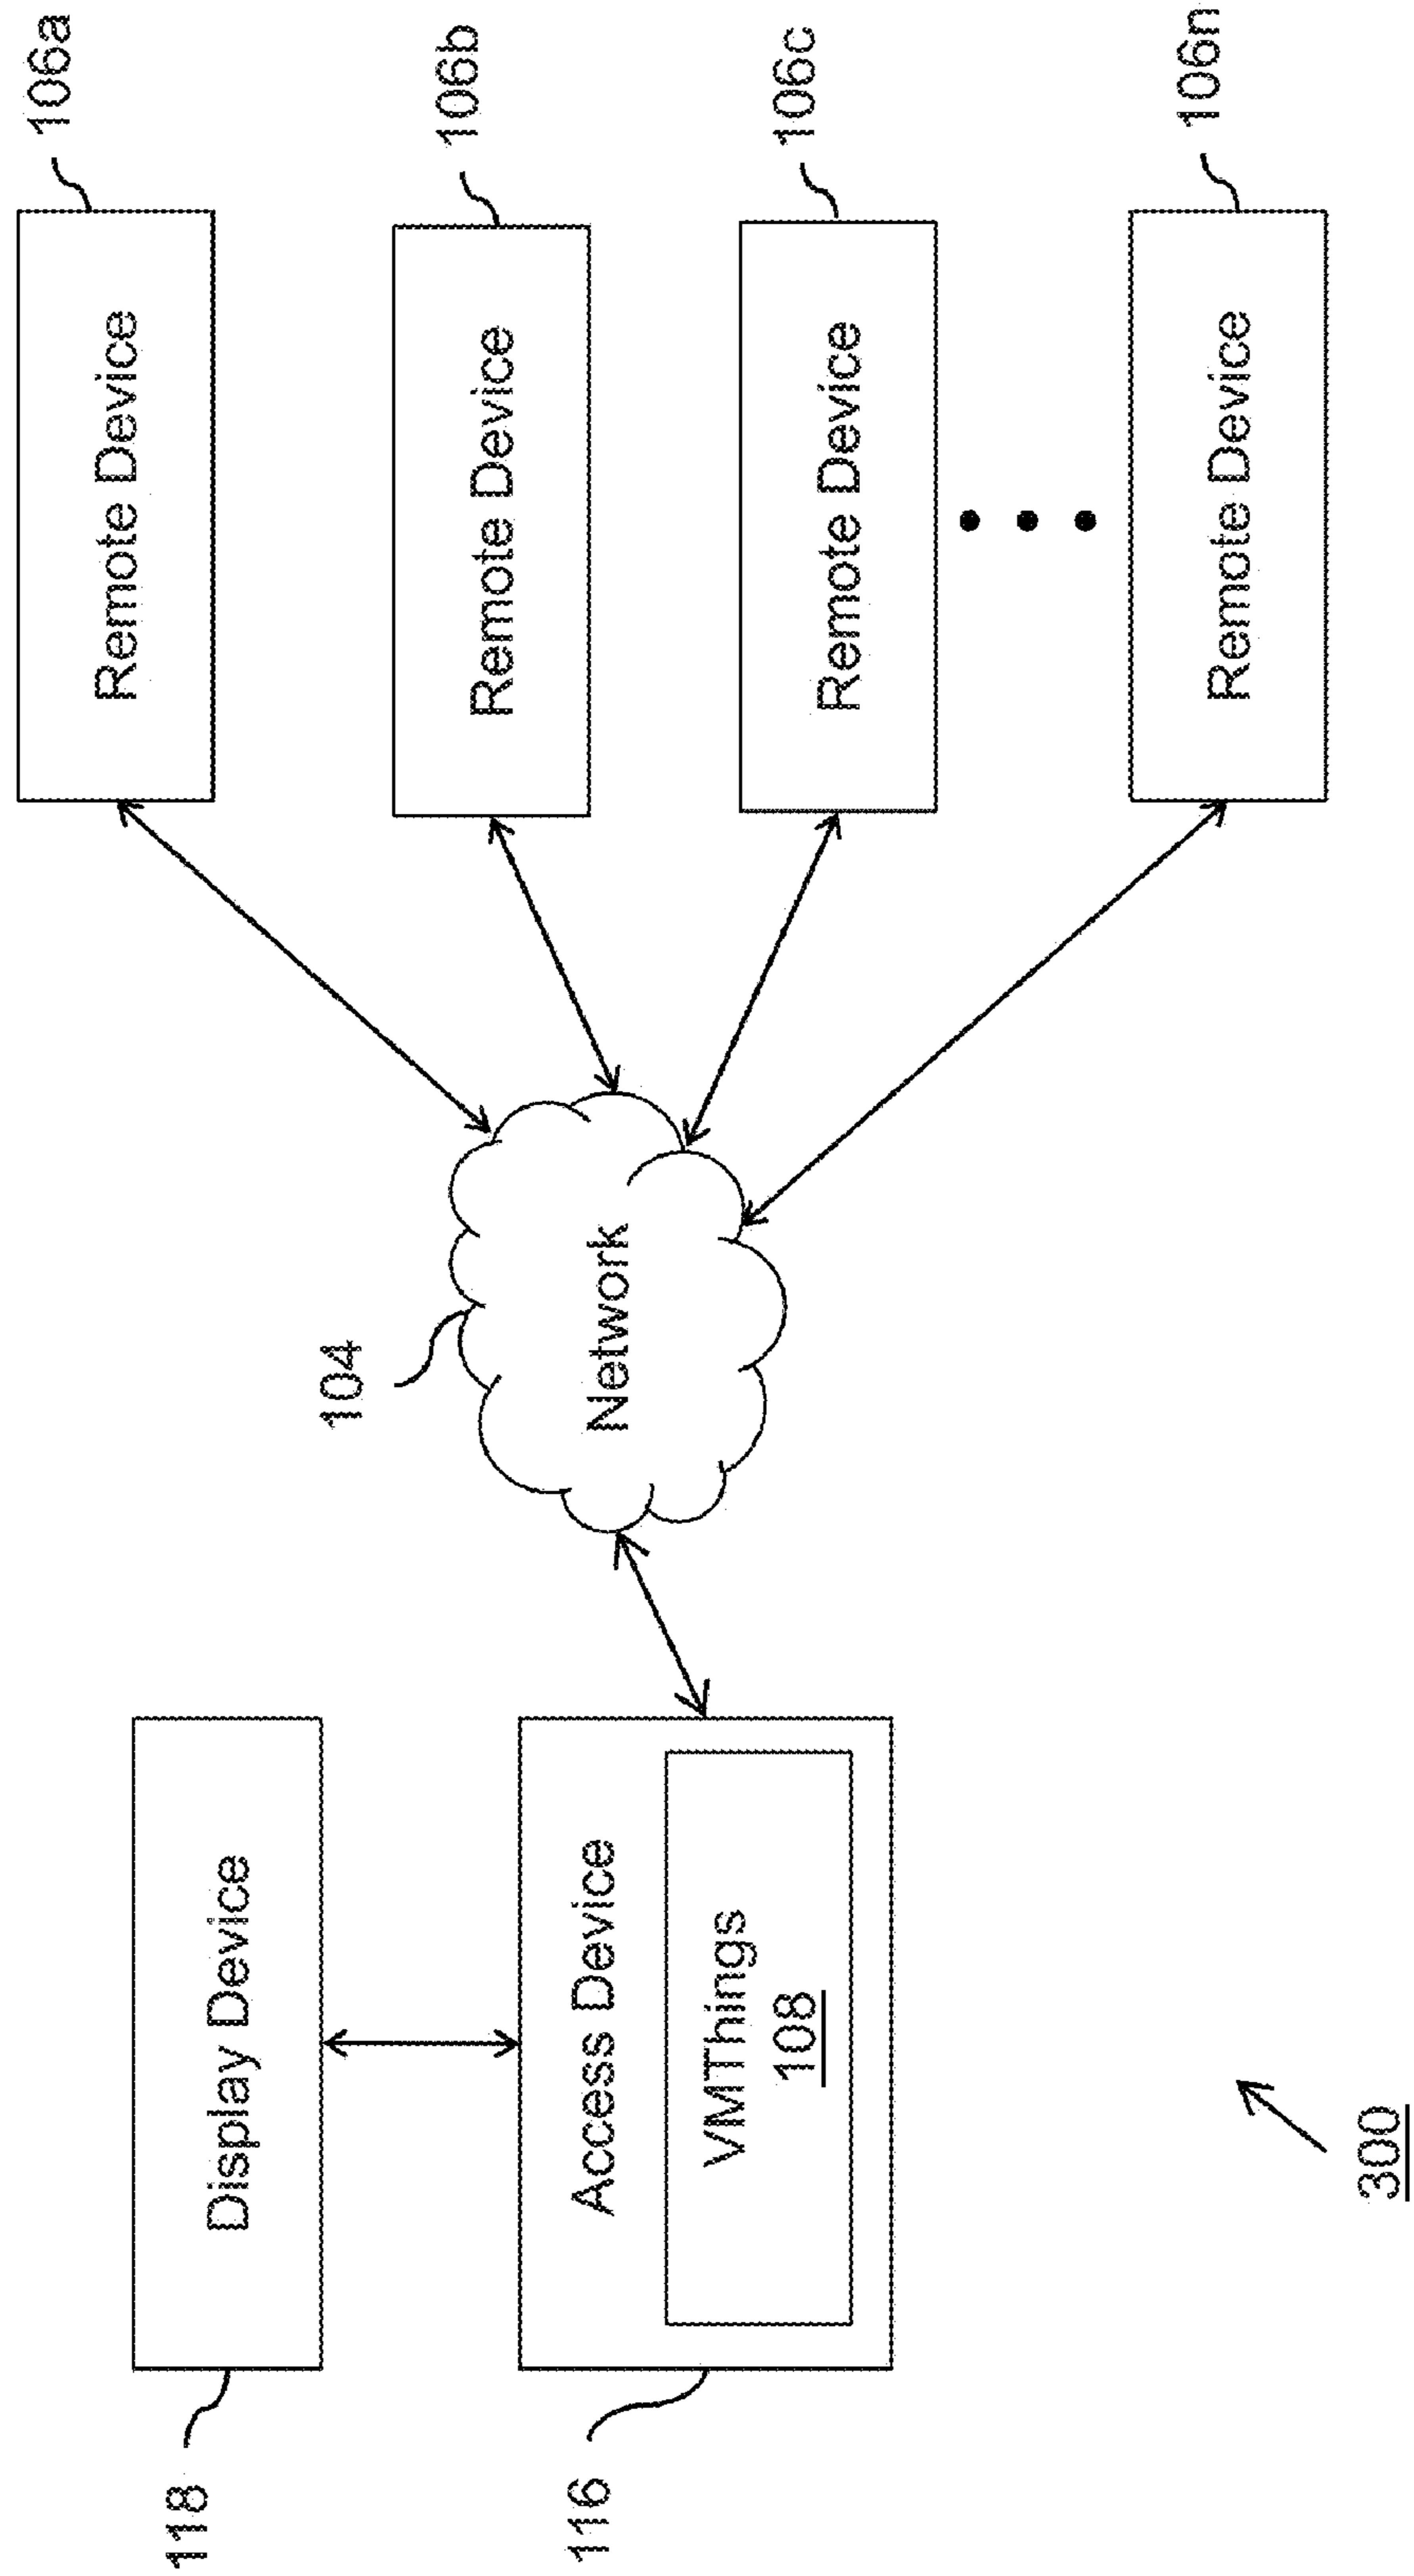 118
Display Device
116
Access Device
VMThings
108
300
104
Network
Remote Device
106a
Remote Device
106b
Remote Device
106c
Remote Device
106n